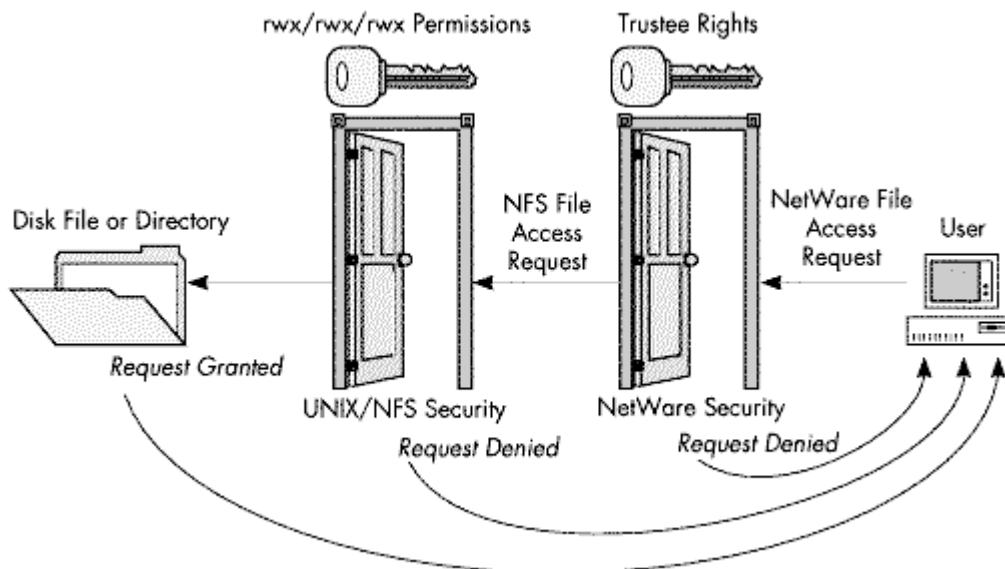 rwx/rwx/rwx Permissions
Trustee Rights
Disk File or Directory
NFS File
Access
Request
NetWare File
Access
Request
User
Request Granted
UNIX/NFS Security
Request Denied
NetWare Security
Request Denied